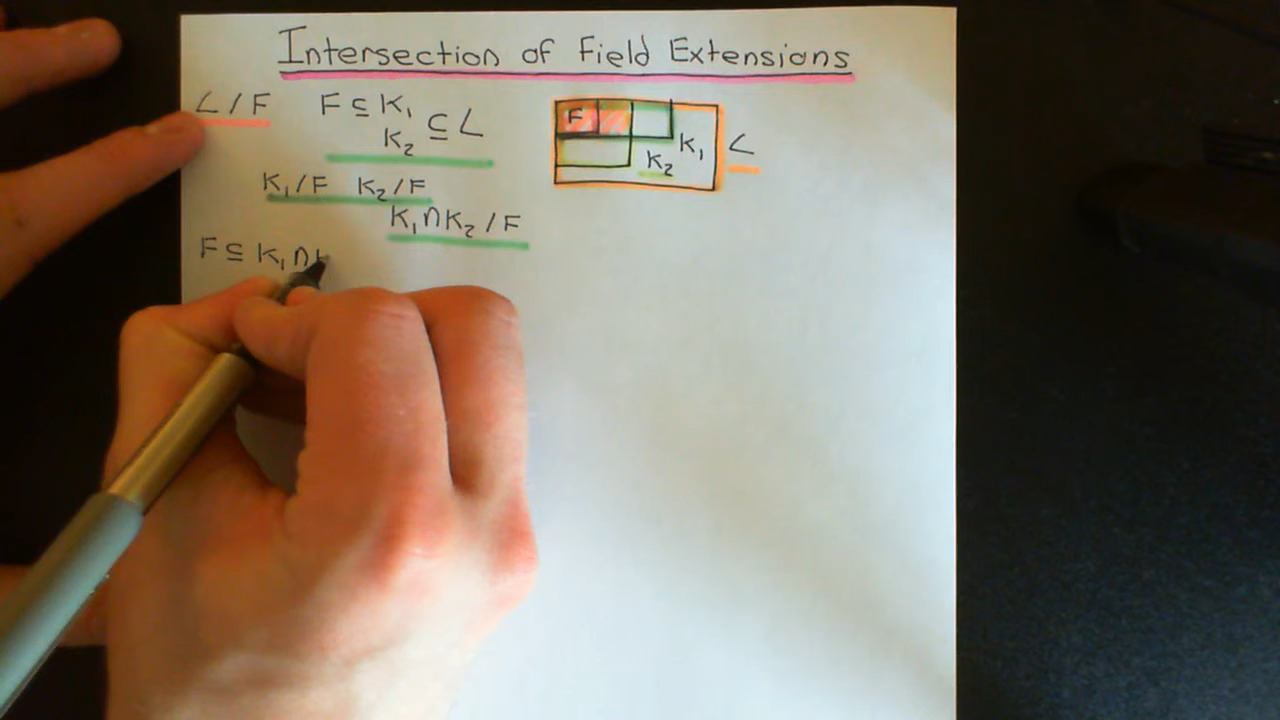 Intersection of Field Extensions
L / F F ⊆ K₁
K₂ ⊆ L
K₁/F K₂/F
K₁∩K₂ / F
F ⊆ K₁∩
F
K₁
K₂
L